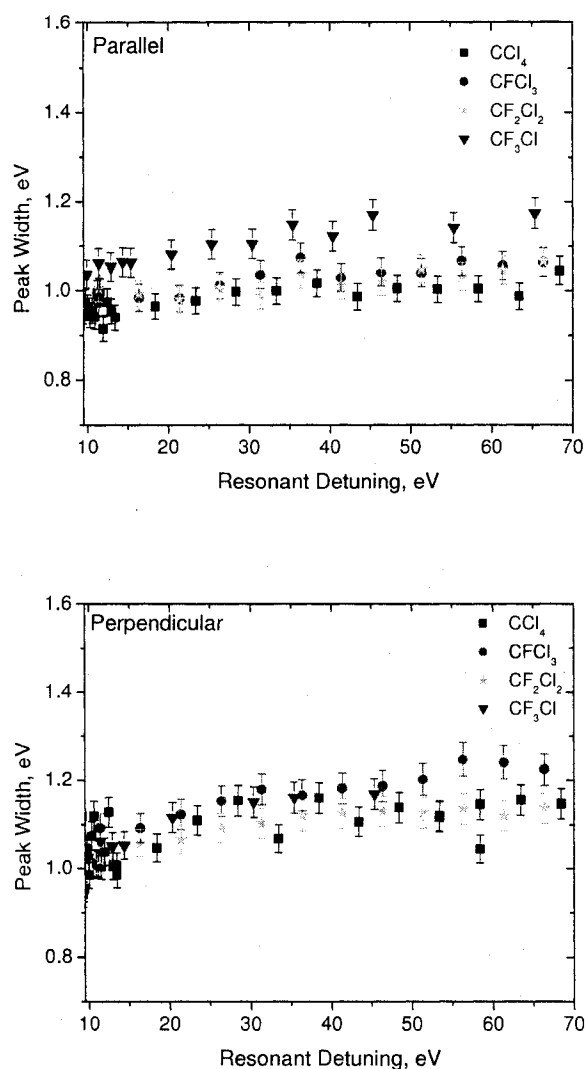 Parallel
CCl₄
CFCl₃
CF₂Cl₂
CF₃Cl
Peak Width, eV
1.6
1.4
1.2
1.0
0.8
10 20 30 40 50 60 70
Resonant Detuning, eV
Perpendicular
CCl₄
CFCl₃
CF₂Cl₂
CF₃Cl
Peak Width, eV
1.6
1.4
1.2
1.0
0.8
10 20 30 40 50 60 70
Resonant Detuning, eV